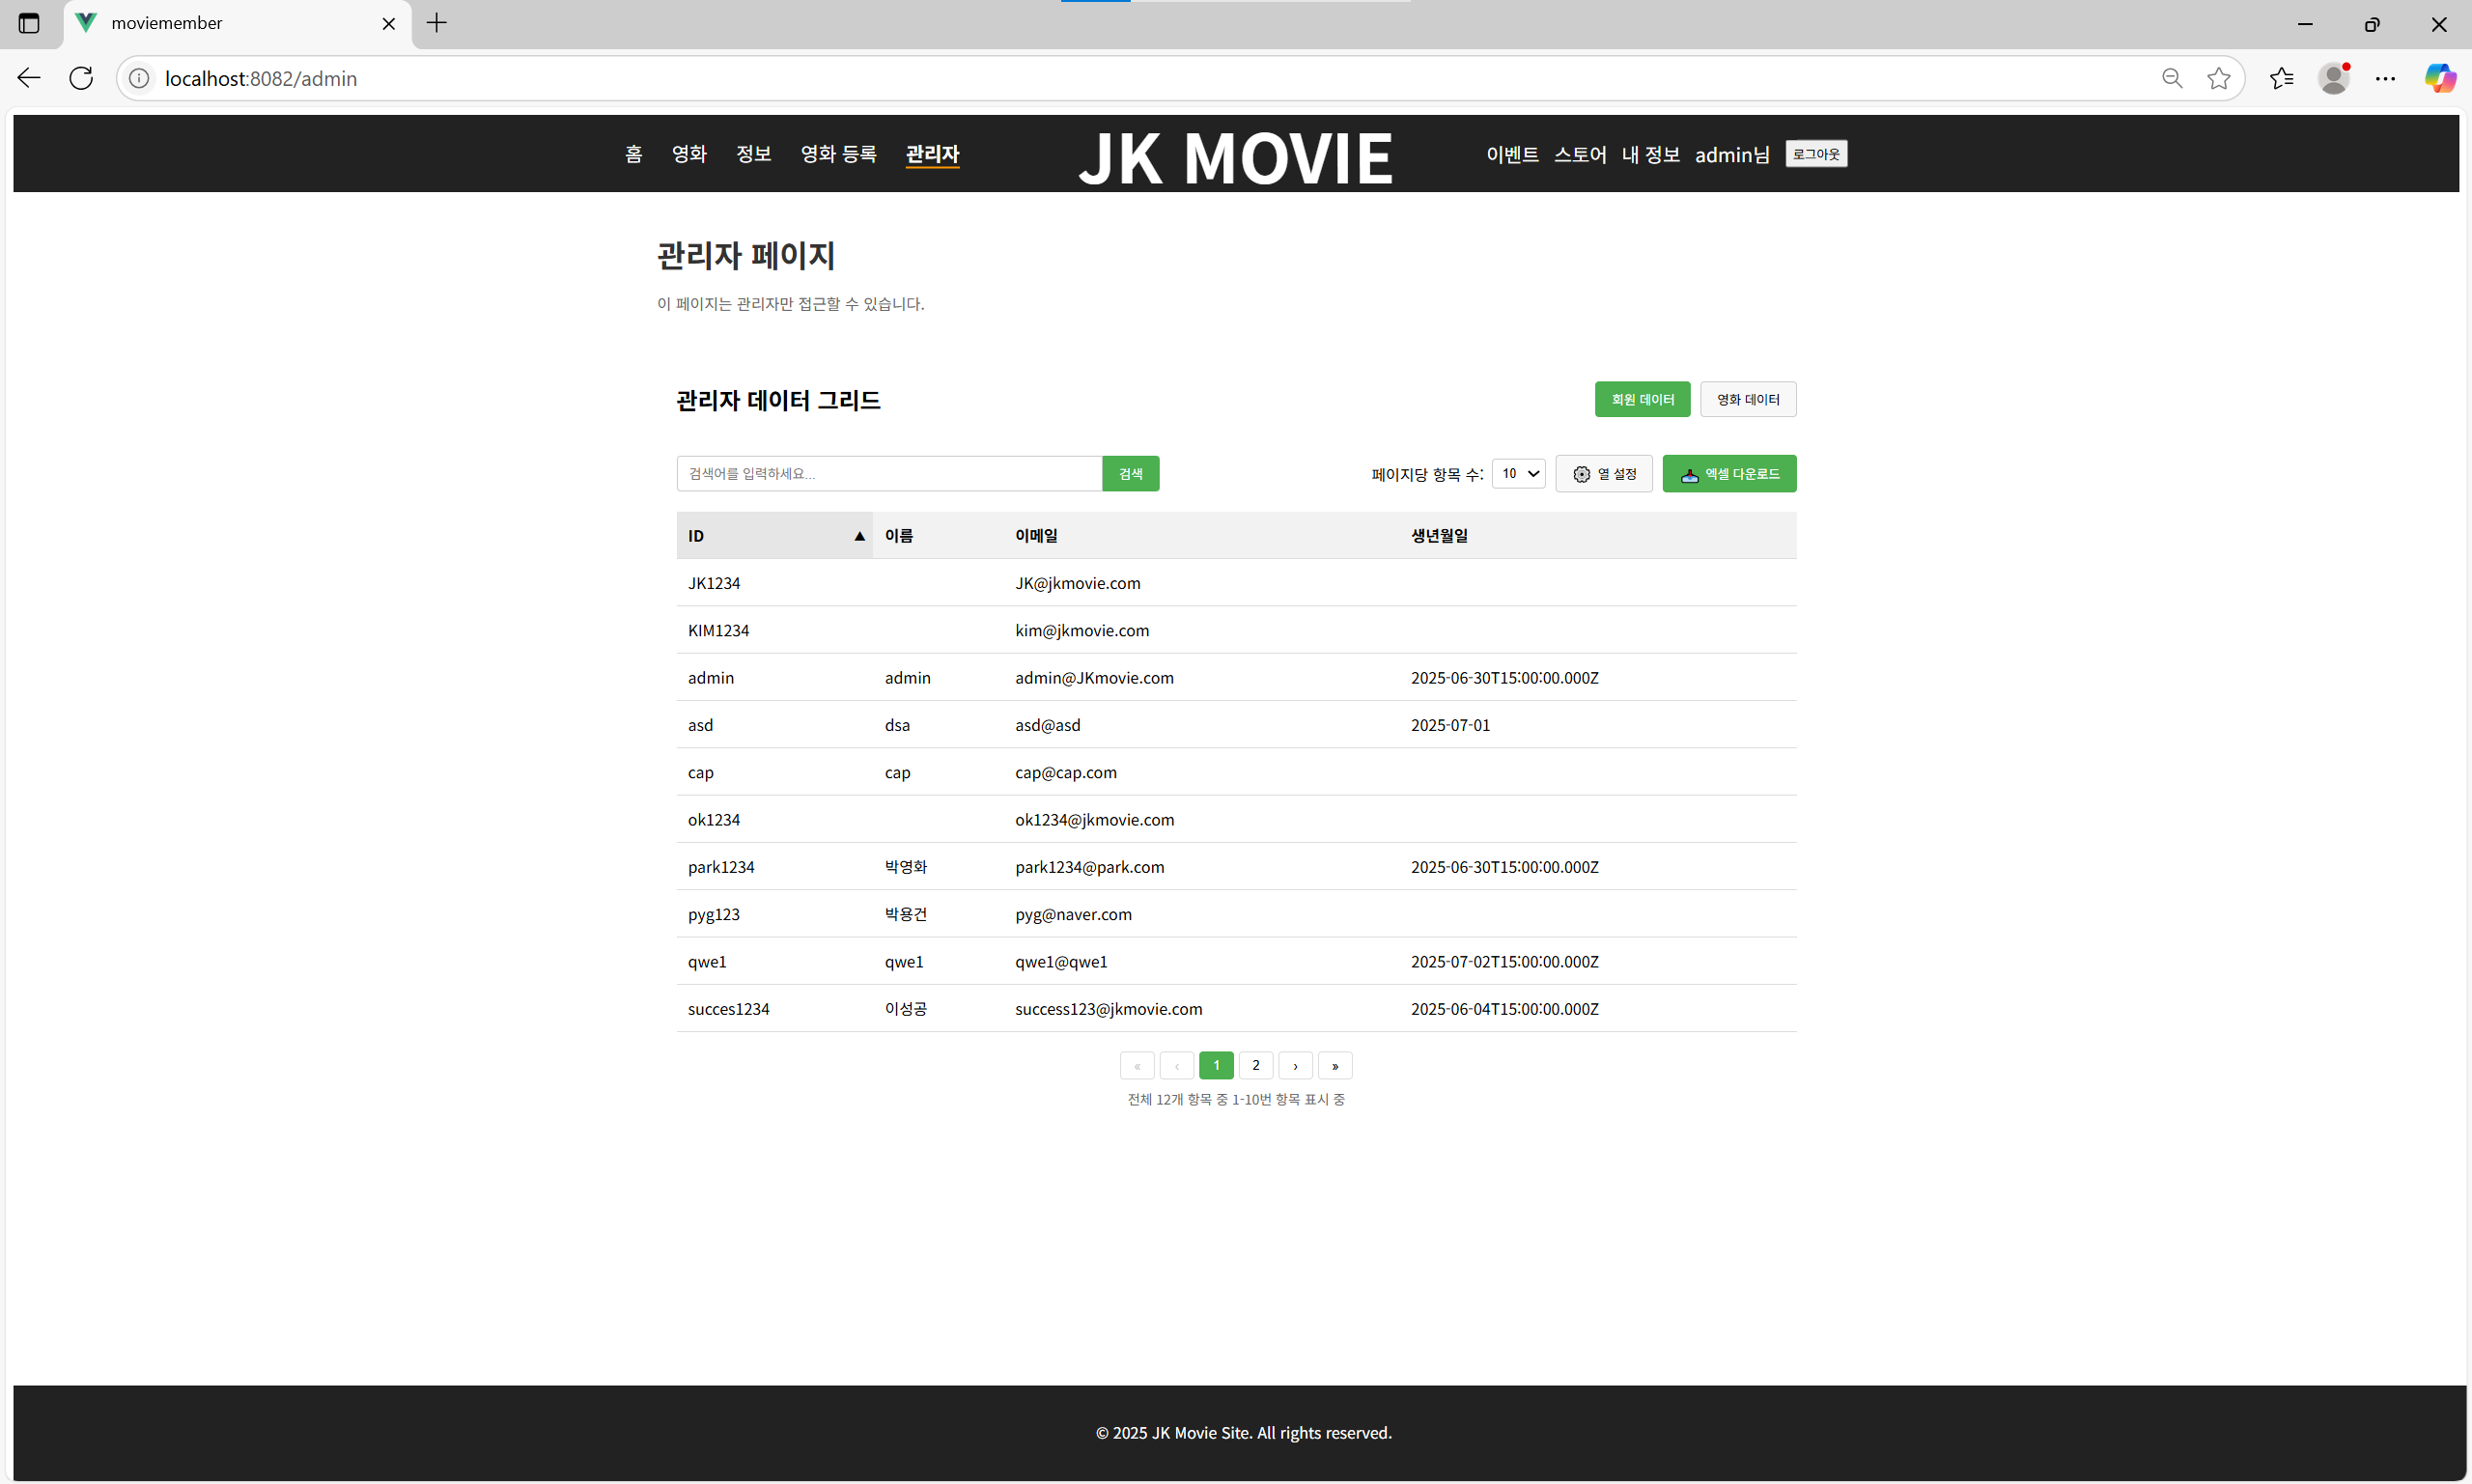 moviemember
localhost:8082/admin
홈 영화 정보 영화 등록 관리자 JK MOVIE 이벤트 스토어 내 정보 admin님 로그아웃
관리자 페이지
이 페이지는 관리자만 접근할 수 있습니다.
관리자 데이터 그리드 회원 데이터 영화 데이터
검색어를 입력하세요... 검색 페이지당 항목 수: 10 열 설정 엑셀 다운로드
ID ▲ 이름 이메일 생년월일
JK1234 JK@jkmovie.com
KIM1234 kim@jkmovie.com
admin admin admin@JKmovie.com 2025-06-30T15:00:00.000Z
asd dsa asd@asd 2025-07-01
cap cap cap@cap.com
ok1234 ok1234@jkmovie.com
park1234 박영화 park1234@park.com 2025-06-30T15:00:00.000Z
pyg123 박용건 pyg@naver.com
qwe1 qwe1 qwe1@qwe1 2025-07-02T15:00:00.000Z
succes1234 이성공 success123@jkmovie.com 2025-06-04T15:00:00.000Z
« ‹ 1 2 › »
전체 12개 항목 중 1-10번 항목 표시 중
© 2025 JK Movie Site. All rights reserved.